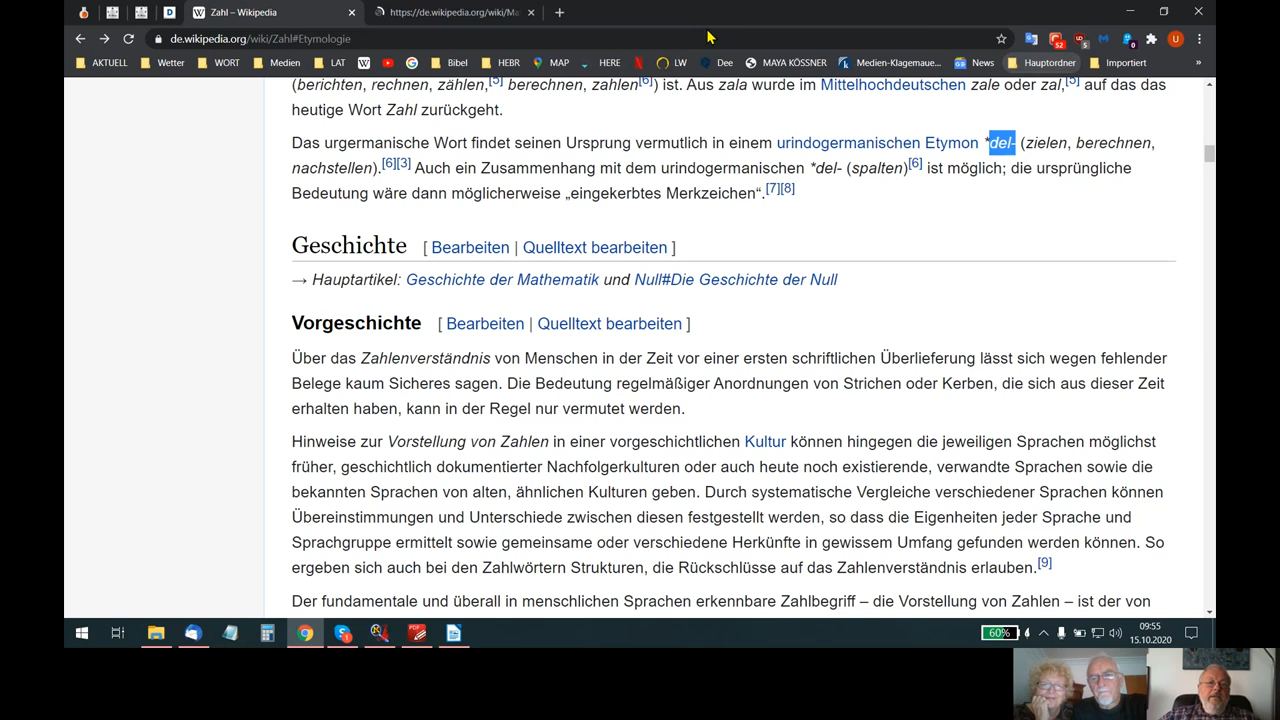 Zahl – Wikipedia
https://de.wikipedia.org/wiki/Ma
de.wikipedia.org/wiki/Zahl#Etymologie
AKTUELL Wetter WORT Medien LAT Bibel HEBR MAP HERE LW Dee MAYA KÖSSNER Medien-Klagemaue... News Hauptordner Importiert »
(berichten, rechnen, zählen,[5] berechnen, zahlen[6]) ist. Aus zala wurde im Mittelhochdeutschen zale oder zal,[5] auf das das
heutige Wort Zahl zurückgeht.
Das urgermanische Wort findet seinen Ursprung vermutlich in einem urindogermanischen Etymon *del- (zielen, berechnen,
nachstellen).[6][3] Auch ein Zusammenhang mit dem urindogermanischen *del- (spalten)[6] ist möglich; die ursprüngliche
Bedeutung wäre dann möglicherweise „eingekerbtes Merkzeichen“.[7][8]
Geschichte [ Bearbeiten | Quelltext bearbeiten ]
→ Hauptartikel: Geschichte der Mathematik und Null#Die Geschichte der Null
Vorgeschichte [ Bearbeiten | Quelltext bearbeiten ]
Über das Zahlenverständnis von Menschen in der Zeit vor einer ersten schriftlichen Überlieferung lässt sich wegen fehlender
Belege kaum Sicheres sagen. Die Bedeutung regelmäßiger Anordnungen von Strichen oder Kerben, die sich aus dieser Zeit
erhalten haben, kann in der Regel nur vermutet werden.
Hinweise zur Vorstellung von Zahlen in einer vorgeschichtlichen Kultur können hingegen die jeweiligen Sprachen möglichst
früher, geschichtlich dokumentierter Nachfolgerkulturen oder auch heute noch existierende, verwandte Sprachen sowie die
bekannten Sprachen von alten, ähnlichen Kulturen geben. Durch systematische Vergleiche verschiedener Sprachen können
Übereinstimmungen und Unterschiede zwischen diesen festgestellt werden, so dass die Eigenheiten jeder Sprache und
Sprachgruppe ermittelt sowie gemeinsame oder verschiedene Herkünfte in gewissem Umfang gefunden werden können. So
ergeben sich auch bei den Zahlwörtern Strukturen, die Rückschlüsse auf das Zahlenverständnis erlauben.[9]
Der fundamentale und überall in menschlichen Sprachen erkennbare Zahlbegriff – die Vorstellung von Zahlen – ist der von
60%
09:55
15.10.2020